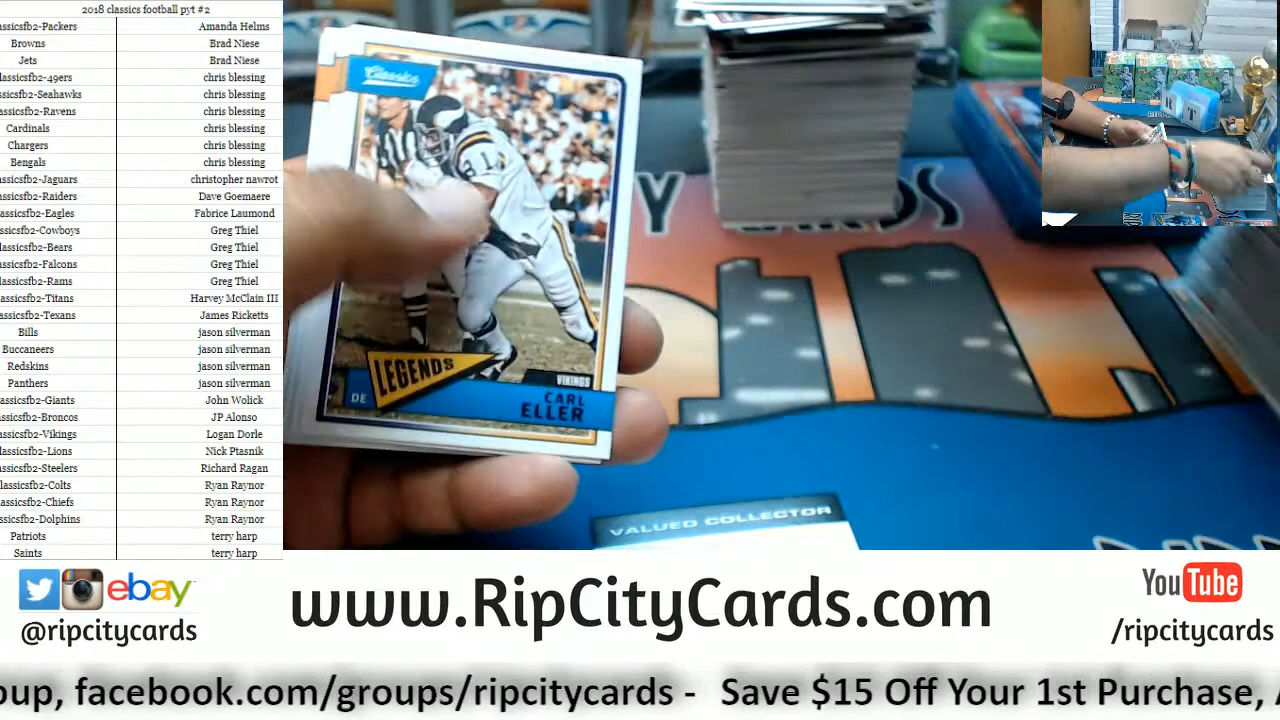 2018 classics football pyt #2
lassicsfb2-Packers Amanda Helms
Browns Brad Niese
Jets Brad Niese
lassicsfb2-49ers chris blessing
ssicsfb2-Seahawks chris blessing
assicsfb2-Ravens chris blessing
Cardinals chris blessing
Chargers chris blessing
Bengals chris blessing
assicsfb2-Jaguars christopher nawrot
assicsfb2-Raiders Dave Goemaere
lassicsfb2-Eagles Fabrice Laumond
ssicsfb2-Cowboys Greg Thiel
lassicsfb2-Bears Greg Thiel
assicsfb2-Falcons Greg Thiel
lassicsfb2-Rams Greg Thiel
lassicsfb2-Titans Harvey McClain III
lassicsfb2-Texans James Ricketts
Bills jason silverman
Buccaneers jason silverman
Redskins jason silverman
Panthers jason silverman
lassicsfb2-Giants John Wolick
assicsfb2-Broncos JP Alonso
assicsfb2-Vikings Logan Dorle
lassicsfb2-Lions Nick Ptasnik
assicsfb2-Steelers Richard Ragan
lassicsfb2-Colts Ryan Raynor
assicsfb2-Chiefs Ryan Raynor
ssicsfb2-Dolphins Ryan Raynor
Patriots terry harp
Saints terry harp
Classics
81
LEGENDS
VIKINGS
DE
CARL
ELLER
Y CARDS
VALUED COLLECTOR
R T
ebay
@ripcitycards
www.RipCityCards.com
YouTube
/ripcitycards
oup, facebook.com/groups/ripcitycards - Save $15 Off Your 1st Purchase,